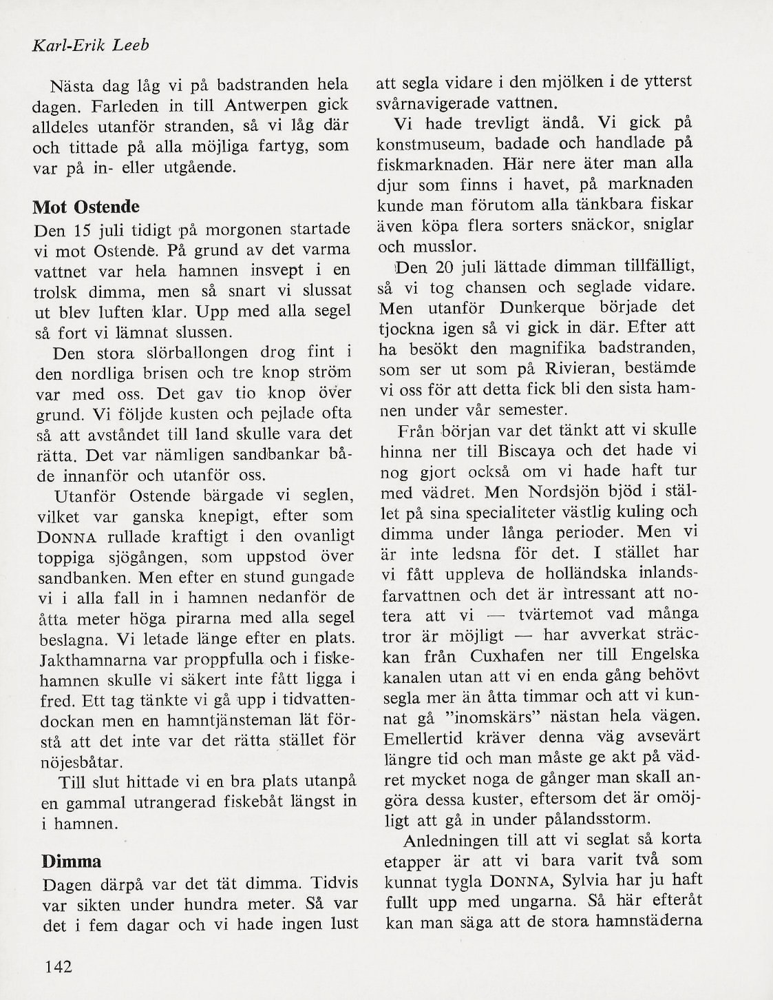 Karl-Erik Leeb
Nästa dag låg vi på badstranden hela
dagen. Farleden in till Antwerpen gick
alldeles utanför stranden, så vi låg där
och tittade på alla möjliga fartyg, som
var på in- eller utgående.
Mot Ostende
Den 15 juli tidigt på morgonen startade
vi mot Ostende. På grund av det varma
vattnet var hela hamnen insvept i en
trolsk dimma, men så snart vi slussat
ut blev luften klar. Upp med alla segel
så fort vi lämnat slussen.
Den stora slörballongen drog fint i
den nordliga brisen och tre knop ström
var med oss. Det gav tio knop över
grund. Vi följde kusten och pejlade ofta
så att avståndet till land skulle vara det
rätta. Det var nämligen sandbankar bå-
de innanför och utanför oss.
Utanför Ostende bärgade vi seglen,
vilket var ganska knepigt, efter som
DONNA rullade kraftigt i den ovanligt
toppiga sjögången, som uppstod över
sandbanken. Men efter en stund gungade
vi i alla fall in i hamnen nedanför de
åtta meter höga pirarna med alla segel
beslagna. Vi letade länge efter en plats.
Jakthamnarna var proppfulla och i fiske-
hamnen skulle vi säkert inte fått ligga i
fred. Ett tag tänkte vi gå upp i tidvatten-
dockan men en hamntjänsteman lät för-
stå att det inte var det rätta stället för
nöjesbåtar.
Till slut hittade vi en bra plats utanpå
en gammal utrangerad fiskebåt längst in
i hamnen.
Dimma
Dagen därpå var det tät dimma. Tidvis
var sikten under hundra meter. Så var
det i fem dagar och vi hade ingen lust
att segla vidare i den mjölken i de ytterst
svårnavigerade vattnen.
Vi hade trevligt ändå. Vi gick på
konstmuseum, badade och handlade på
fiskmarknaden. Här nere äter man alla
djur som finns i havet, på marknaden
kunde man förutom alla tänkbara fiskar
även köpa flera sorters snäckor, sniglar
och musslor.
Den 20 juli lättade dimman tillfälligt,
så vi tog chansen och seglade vidare.
Men utanför Dunkerque började det
tjockna igen så vi gick in där. Efter att
ha besökt den magnifika badstranden,
som ser ut som på Rivieran, bestämde
vi oss för att detta fick bli den sista ham-
nen under vår semester.
Från början var det tänkt att vi skulle
hinna ner till Biscaya och det hade vi
nog gjort också om vi hade haft tur
med vädret. Men Nordsjön bjöd i stäl-
let på sina specialiteter västlig kuling och
dimma under långa perioder. Men vi
är inte ledsna för det. I stället har
vi fått uppleva de holländska inlands-
farvattnen och det är intressant att no-
tera att vi — tvärtemot vad många
tror är möjligt — har avverkat sträc-
kan från Cuxhafen ner till Engelska
kanalen utan att vi en enda gång behövt
segla mer än åtta timmar och att vi kun-
nat gå ”inomskärs” nästan hela vägen.
Emellertid kräver denna väg avsevärt
längre tid och man måste ge akt på väd-
ret mycket noga de gånger man skall an-
göra dessa kuster, eftersom det är omöj-
ligt att gå in under pålandsstorm.
Anledningen till att vi seglat så korta
etapper är att vi bara varit två som
kunnat tygla DONNA, Sylvia har ju haft
fullt upp med ungarna. Så här efteråt
kan man säga att de stora hamnstäderna
142